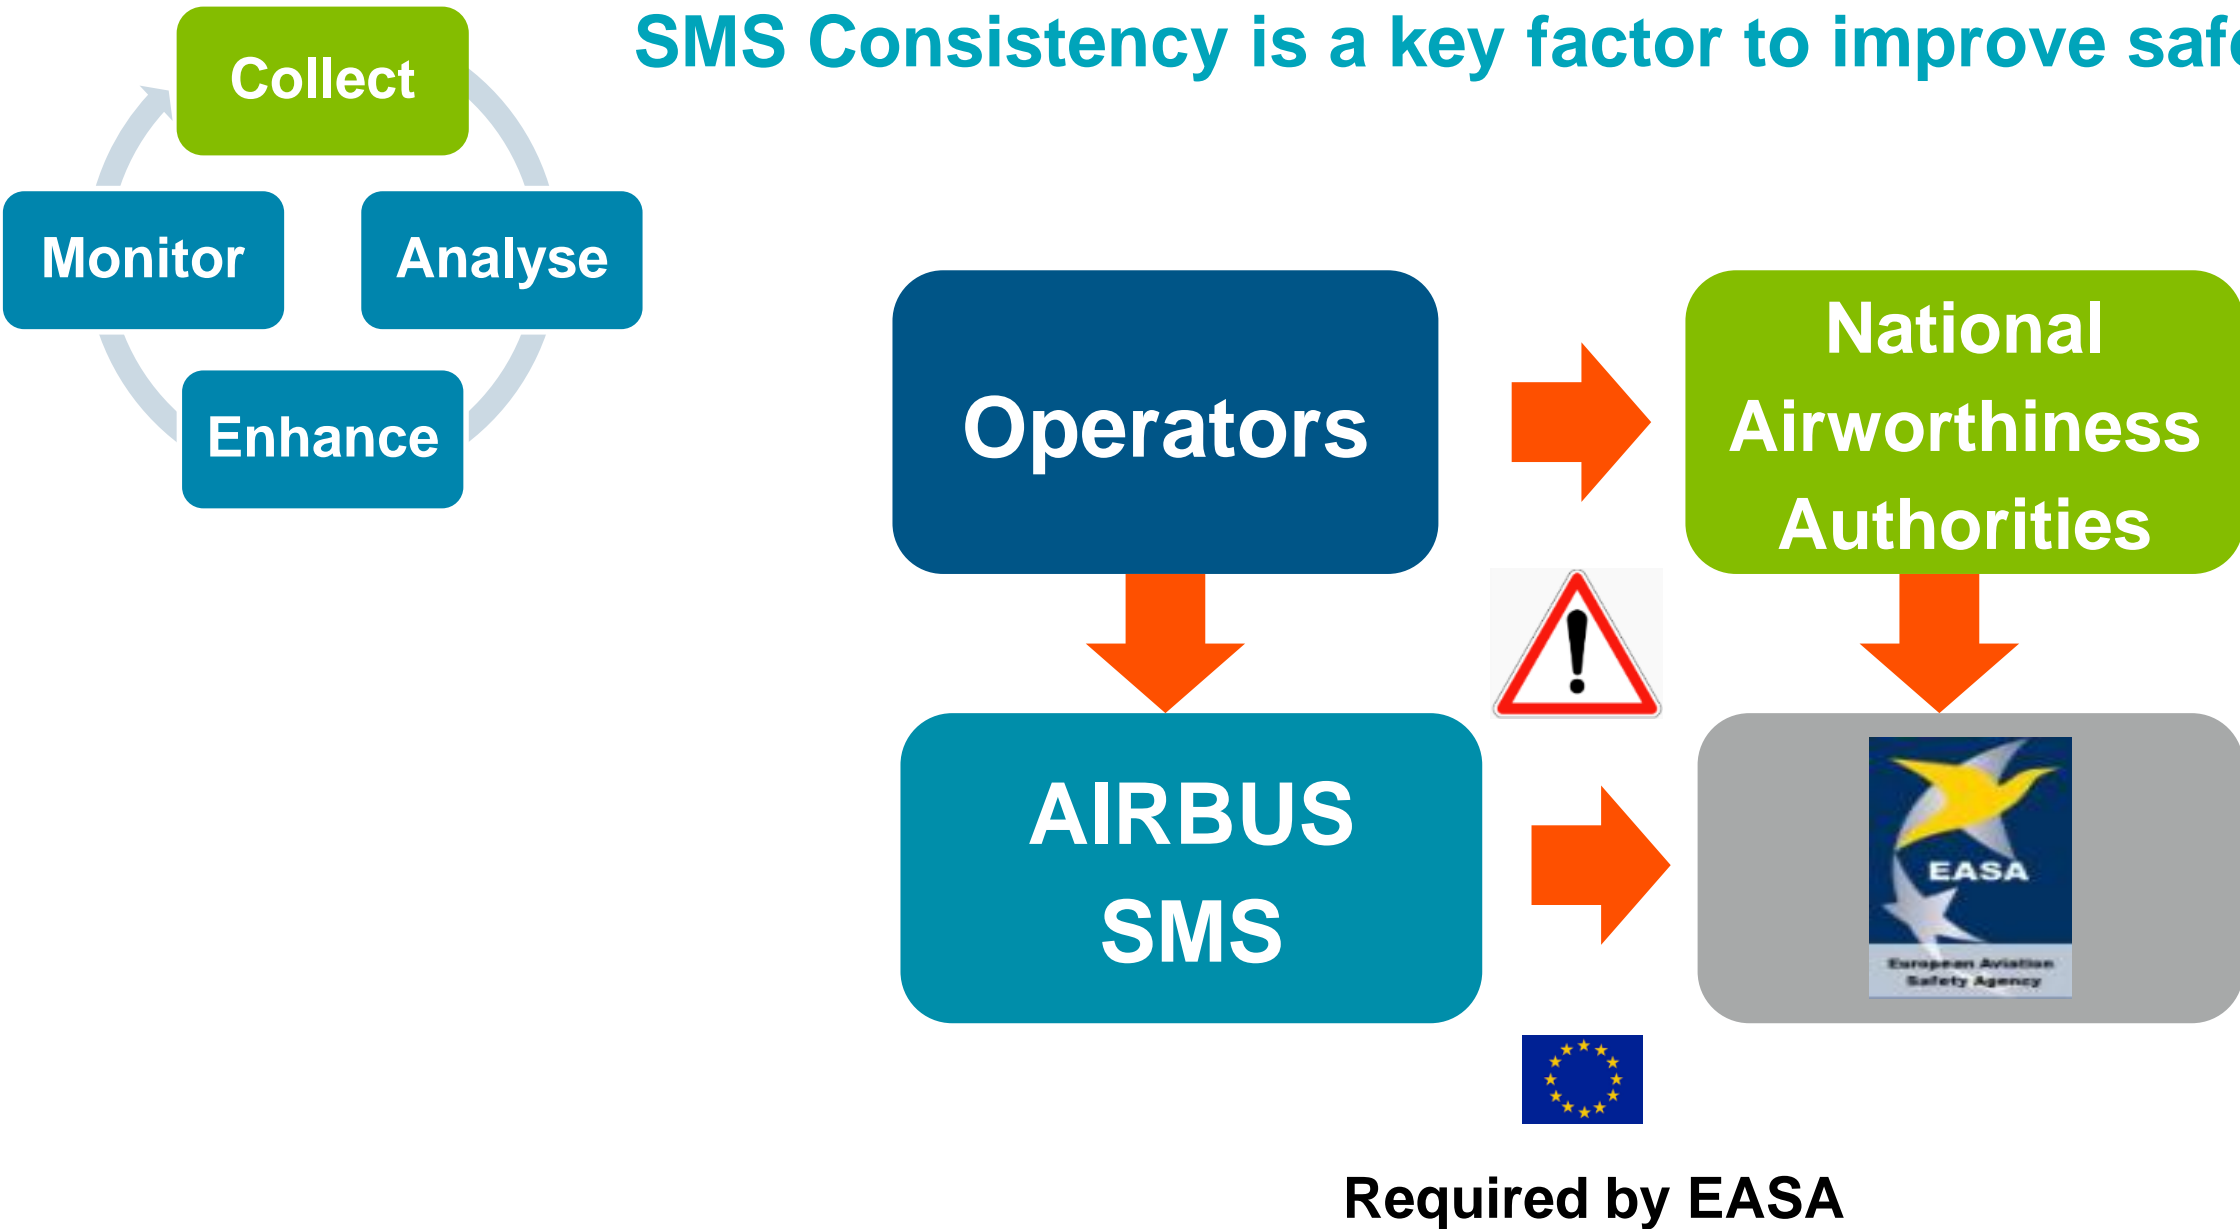 SMS Consistency is a key factor to improve
Collect
Monitor
Analyse
Enhance
Operators
National
Airworthiness
Authorities
AIRBUS
SMS
EASA
European Aviation
Safety Agency
Required by EASA